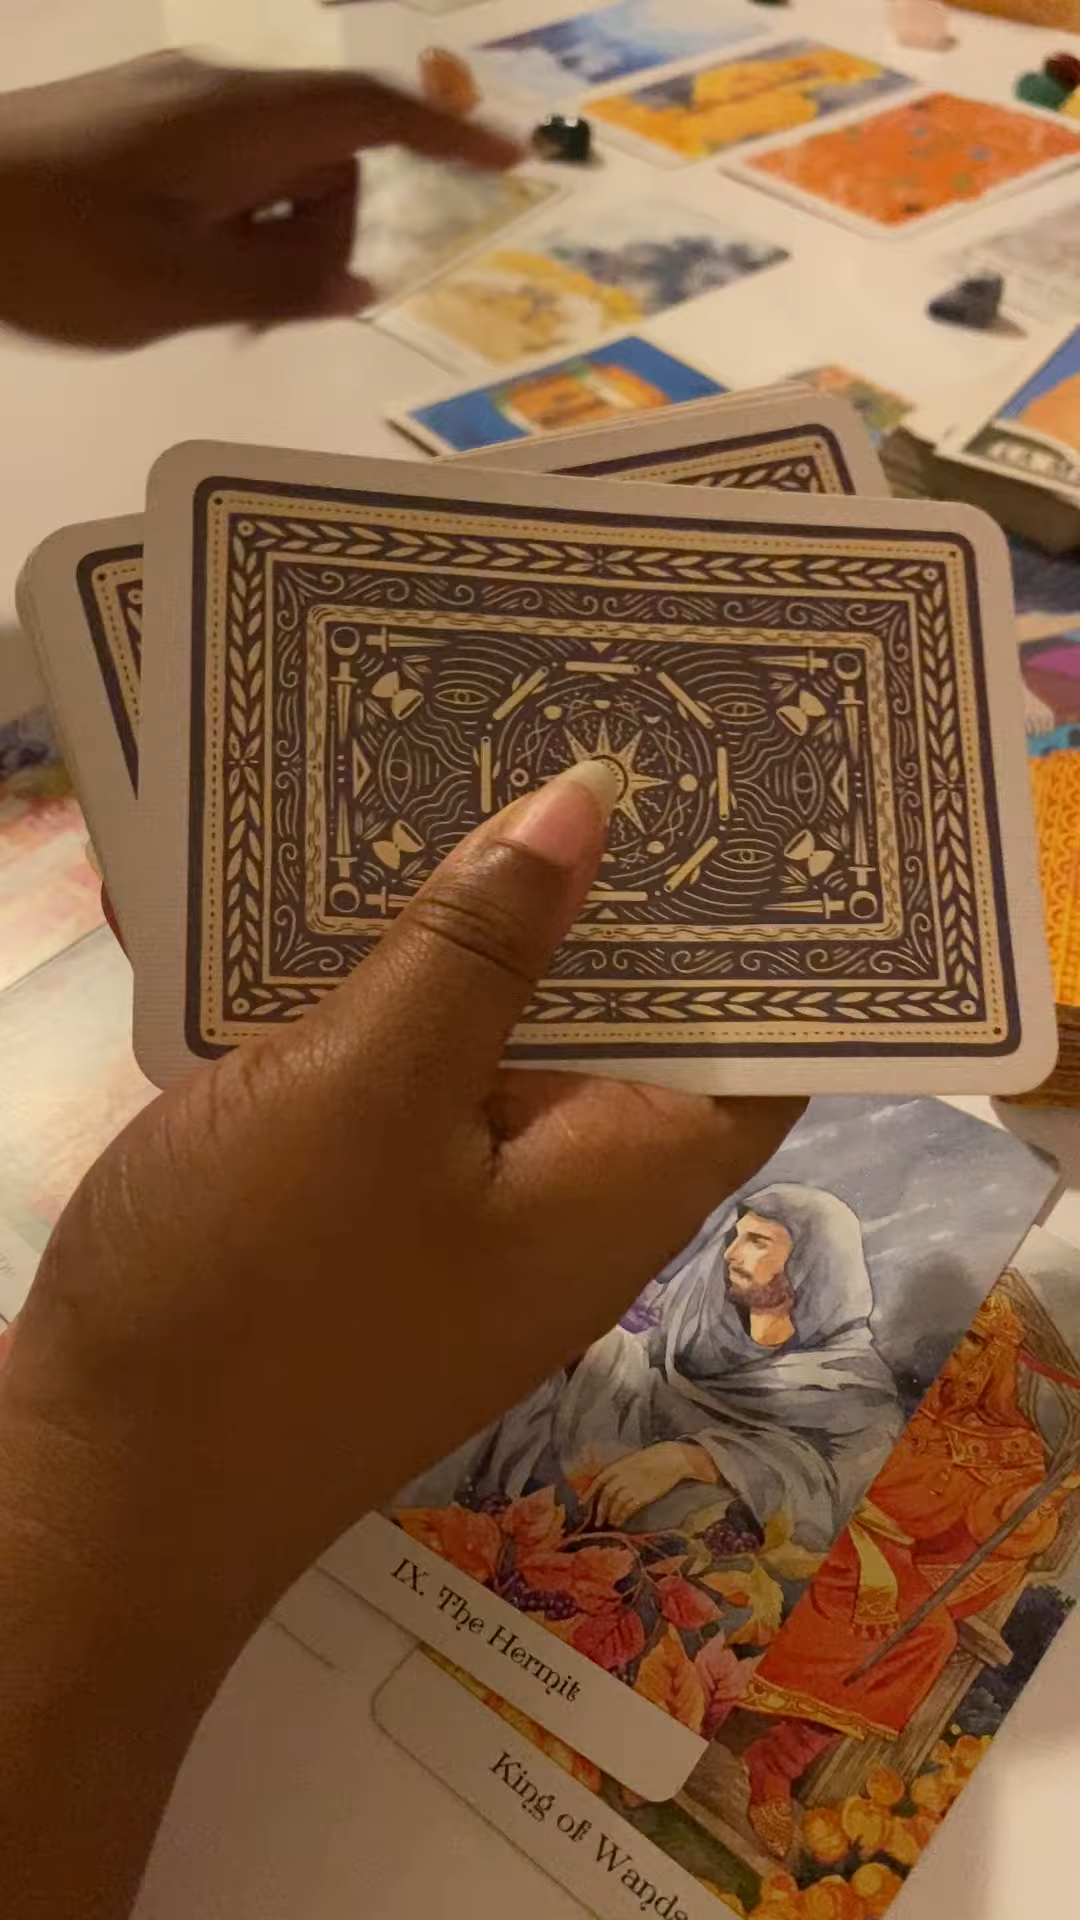 IX. The Hermit
King of Wands